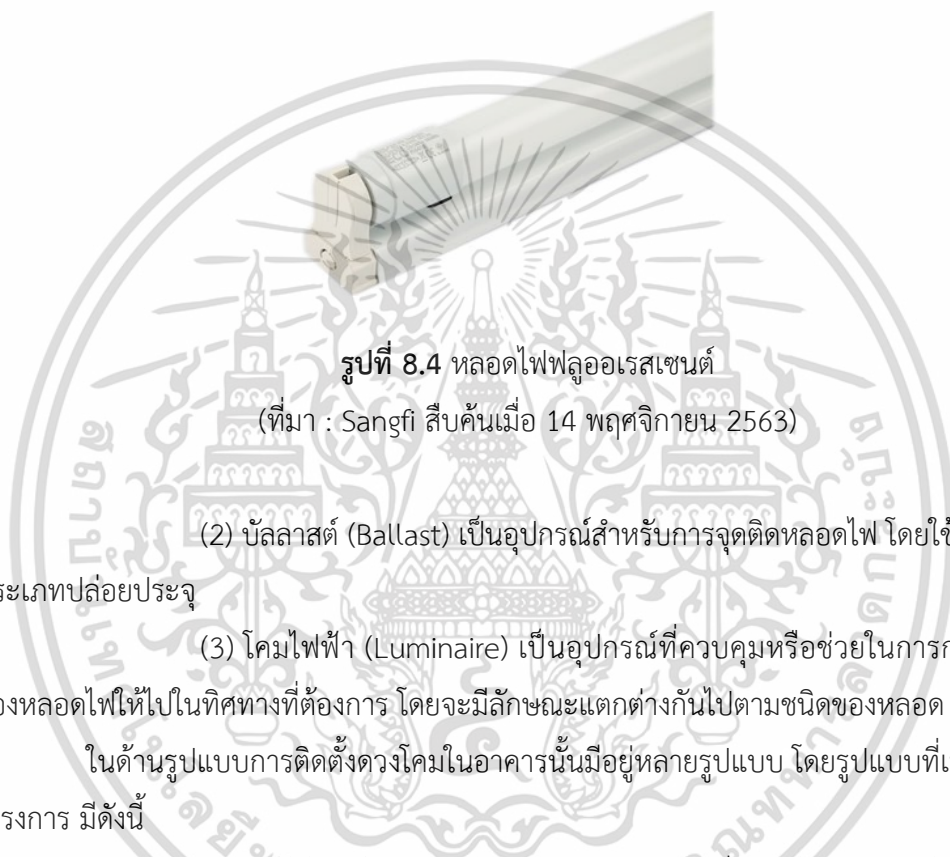 รูปที่ 8.4 หลอดไฟฟลูออเรสเซนต์
(ที่มา : Sangfi สืบค้นเมื่อ 14 พฤศจิกายน 2563)
(2) บัลลาสต์ (Ballast) เป็นอุปกรณ์สำหรับการจุดติดหลอดไฟ โดยใช้
ระเภทปล่อยประจุ
(3) โคมไฟฟ้า (Luminaire) เป็นอุปกรณ์ที่ควบคุมหรือช่วยในการก
องหลอดไฟให้ไปในทิศทางที่ต้องการ โดยจะมีลักษณะแตกต่างกันไปตามชนิดของหลอด
ในด้านรูปแบบการติดตั้งดวงโคมในอาคารนั้นมีอยู่หลายรูปแบบ โดยรูปแบบที่เ
รงการ มีดังนี้